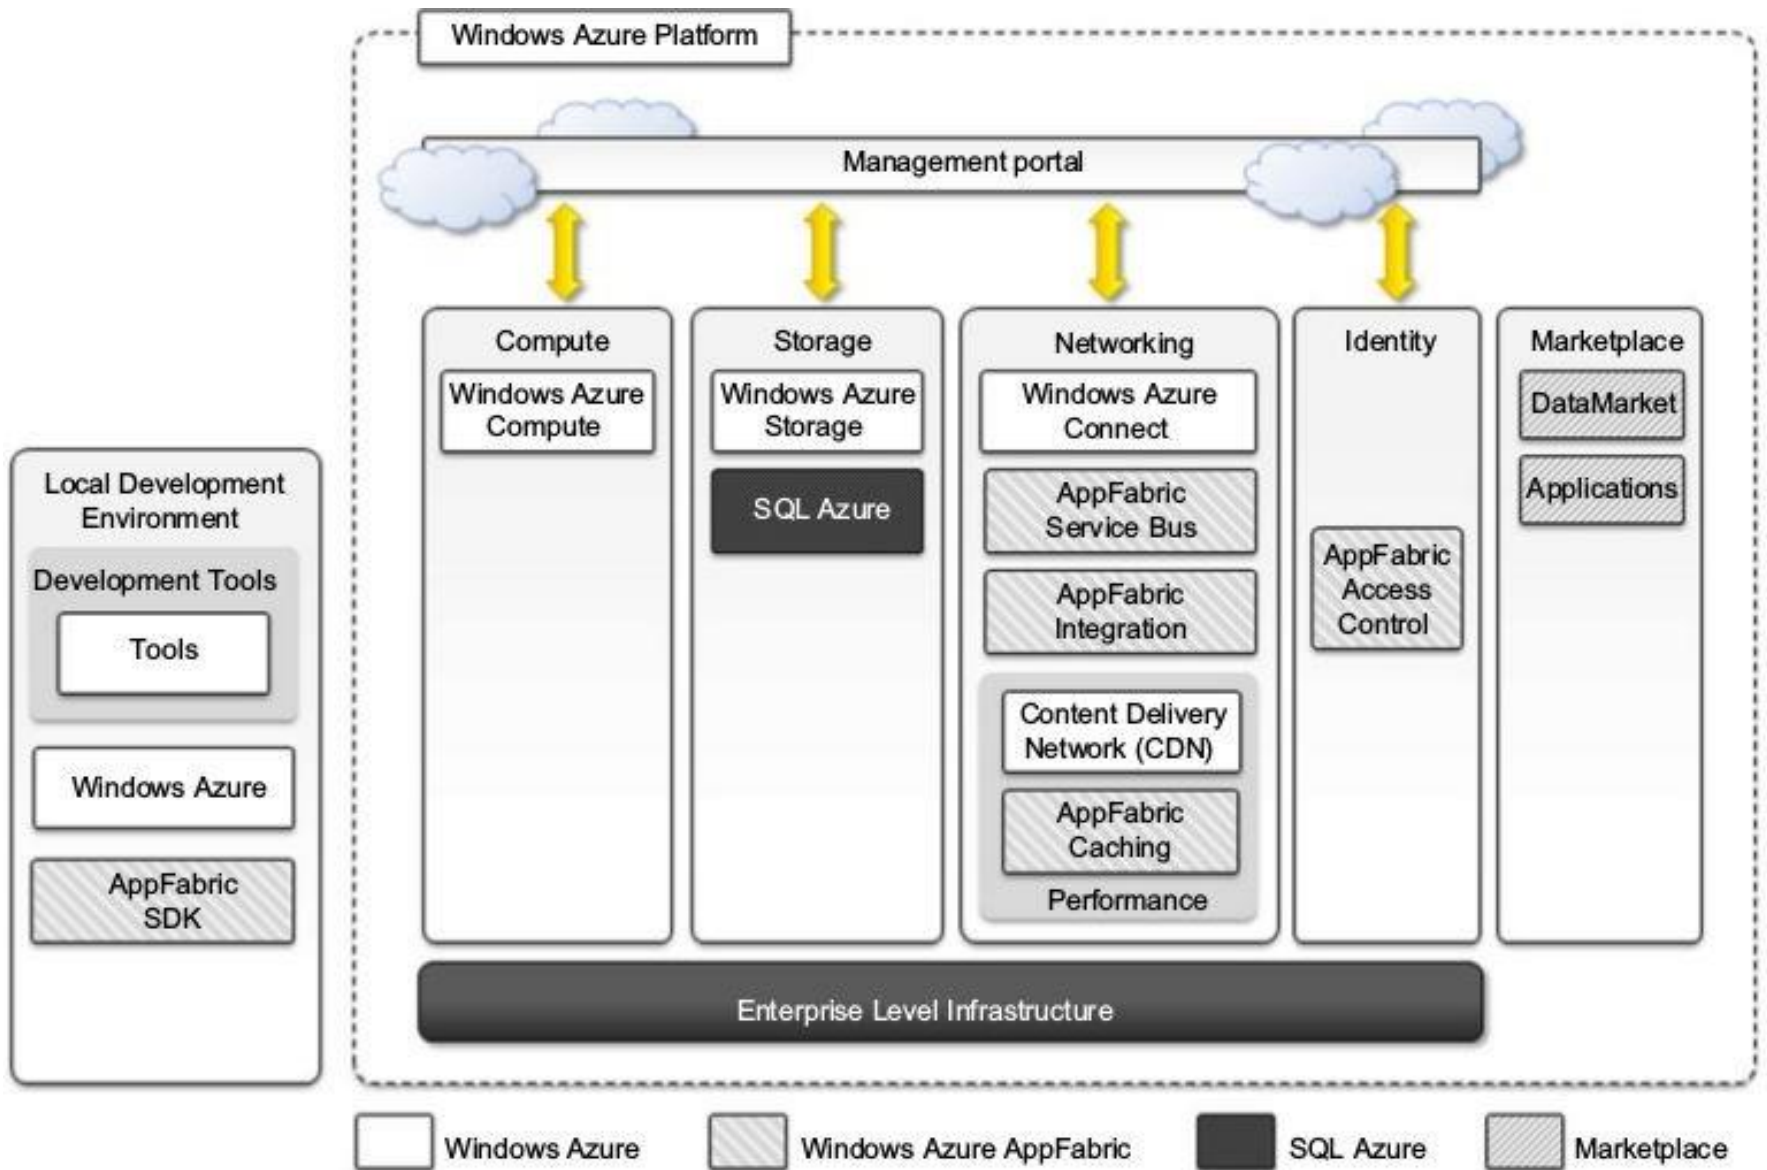 Windows Azure Platform
Management portal
Local Development
Environment
Development Tools
Tools
Windows Azure
AppFabric
SDK
Compute
Windows Azure
Compute
Storage
Windows Azure
Storage
SQL Azure
Networking
Windows Azure
Connect
AppFabric
Service Bus
AppFabric
Integration
Content Delivery
Network (CDN)
AppFabric
Caching
Performance
Identity
AppFabric
Access
Control
Marketplace
DataMarket
Applications
Enterprise Level Infrastructure
Windows Azure
Windows Azure AppFabric
SQL Azure
Marketplace